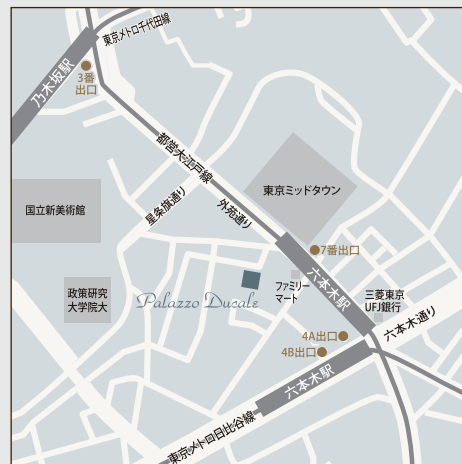 東京メトロ千代田線
乃木坂駅
3番
出口
都営大江戸線
東京ミッドタウン
国立新美術館
星条旗通り
外苑通り
7番出口
六本木駅
ファミリー
マート
政策研究
大学院大
Palazzo Ducale
三菱東京
UFJ銀行
六本木通り
4A出口
4B出口
六本木駅
東京メトロ日比谷線